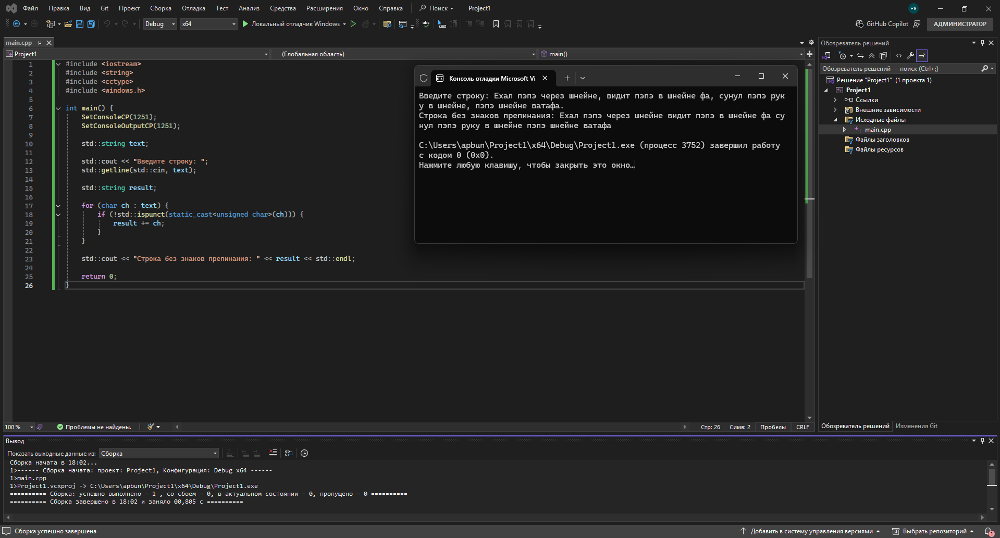 Файл Правка Вид Git Проект Сборка Отладка Тест Анализ Средства Расширения Окно Справка Поиск Project1 PB
Debug x64 Локальный отладчик Windows GitHub Copilot АДМИНИСТРАТОР
main.cpp
Project1 (Глобальная область) main()
1 #include <iostream>
2 #include <string>
3 #include <cctype>
4 #include <windows.h>
5
6 int main() {
7 SetConsoleCP(1251);
8 SetConsoleOutputCP(1251);
9
10 std::string text;
11
12 std::cout << "Введите строку: ";
13 std::getline(std::cin, text);
14
15 std::string result;
16
17 for (char ch : text) {
18 if (!std::ispunct(static_cast<unsigned char>(ch))) {
19 result += ch;
20 }
21 }
22
23 std::cout << "Строка без знаков препинания: " << result << std::endl;
24
25 return 0;
26 }
Консоль отладки Microsoft Vi
Введите строку: Ехал пэпэ через шнейне, видит пэпэ в шнейне фа, сунул пэпэ рук
у в шнейне, пэпэ шнейне ватафа.
Строка без знаков препинания: Ехал пэпэ через шнейне видит пэпэ в шнейне фа су
нул пэпэ руку в шнейне пэпэ шнейне ватафа
C:\Users\apbun\Project1\x64\Debug\Project1.exe (процесс 3752) завершил работу
с кодом 0 (0x0).
Нажмите любую клавишу, чтобы закрыть это окно…
Обозреватель решений
Обозреватель решений — поиск (Ctrl+;)
Решение "Project1" (1 проекта 1)
Project1
Ссылки
Внешние зависимости
Исходные файлы
main.cpp
Файлы заголовков
Файлы ресурсов
100 % Проблемы не найдены. Стр: 26 Симв: 2 Пробелы CRLF
Обозреватель решений Изменения Git
Вывод
Показать выходные данные из: Сборка
Сборка начата в 18:02...
1>------ Сборка начата: проект: Project1, Конфигурация: Debug x64 ------
1>main.cpp
1>Project1.vcxproj -> C:\Users\apbun\Project1\x64\Debug\Project1.exe
========== Сборка: успешно выполнено — 1 , со сбоем — 0, в актуальном состоянии — 0, пропущено — 0 ==========
========== Сборка завершено в 18:02 и заняло 00,805 с ==========
Сборка успешно завершена Добавить в систему управления версиями Выбрать репозиторий 1